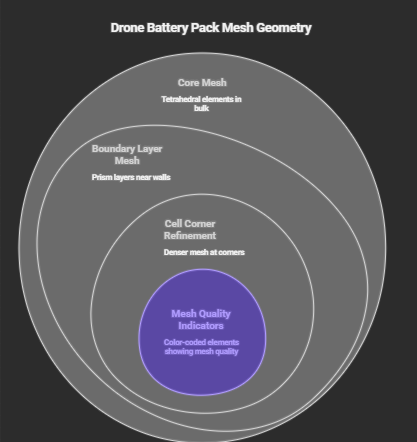 Drone Battery Pack Mesh Geometry
Core Mesh
Tetrahedral elements in
bulk
Boundary Layer
Mesh
Prism layers near walls
Cell Corner
Refinement
Denser mesh at corners
Mesh Quality
Indicators
Color-coded elements
showing mesh quality